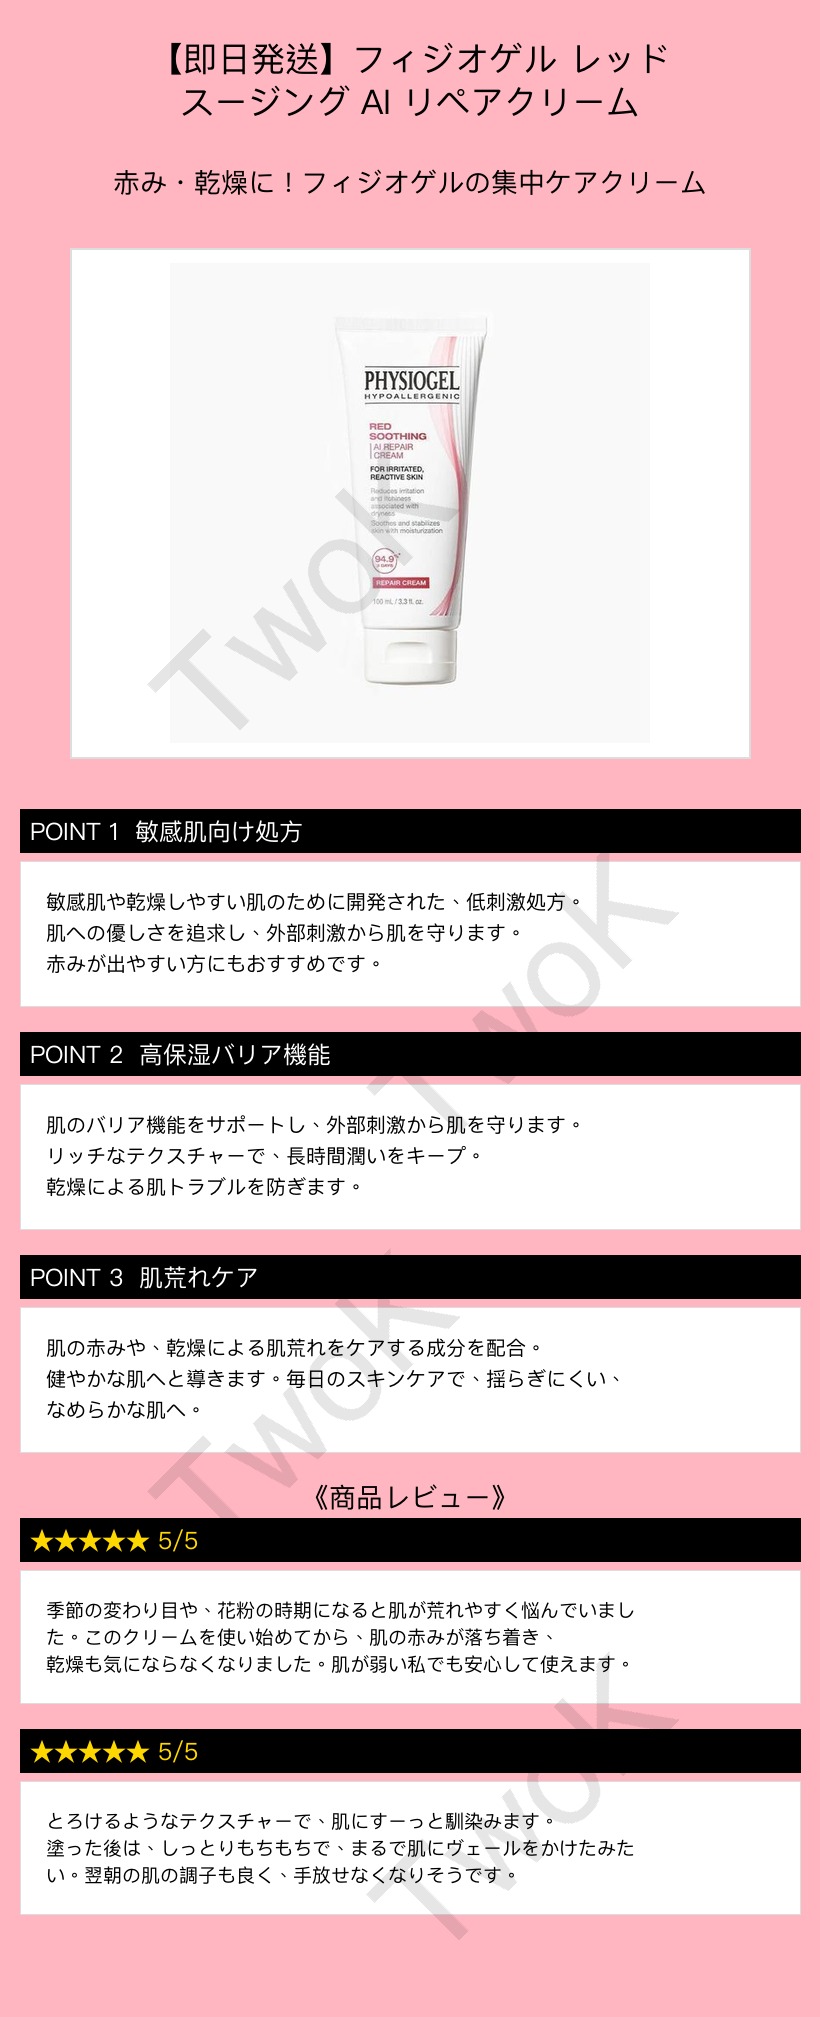 【即日発送】フィジオゲル レッド
スージング AI リペアクリーム
赤み・乾燥に！フィジオゲルの集中ケアクリーム
PHYSIOGEL
HYPOALLERGENIC
RED
SOOTHING
AI REPAIR
CREAM
FOR IRRITATED,
REACTIVE SKIN
Reduces irritation
and itchiness
associated with
dryness
Soothes and stabilizes
skin with moisturization
94.9%
2 DAYS
REPAIR CREAM
100 mL / 3.3 fl. oz.
TwoK
POINT 1 敏感肌向け処方
敏感肌や乾燥しやすい肌のために開発された、低刺激処方。
肌への優しさを追求し、外部刺激から肌を守ります。
赤みが出やすい方にもおすすめです。
TwoK
POINT 2 高保湿バリア機能
肌のバリア機能をサポートし、外部刺激から肌を守ります。
リッチなテクスチャーで、長時間潤いをキープ。
乾燥による肌トラブルを防ぎます。
POINT 3 肌荒れケア
肌の赤みや、乾燥による肌荒れをケアする成分を配合。
健やかな肌へと導きます。毎日のスキンケアで、揺らぎにくい、
なめらかな肌へ。
TwoK
《商品レビュー》
★★★★★ 5/5
季節の変わり目や、花粉の時期になると肌が荒れやすく悩んでいまし
た。このクリームを使い始めてから、肌の赤みが落ち着き、
乾燥も気にならなくなりました。肌が弱い私でも安心して使えます。
★★★★★ 5/5
とろけるようなテクスチャーで、肌にすーっと馴染みます。
塗った後は、しっとりもちもちで、まるで肌にヴェールをかけたみた
い。翌朝の肌の調子も良く、手放せなくなりそうです。
TwoK